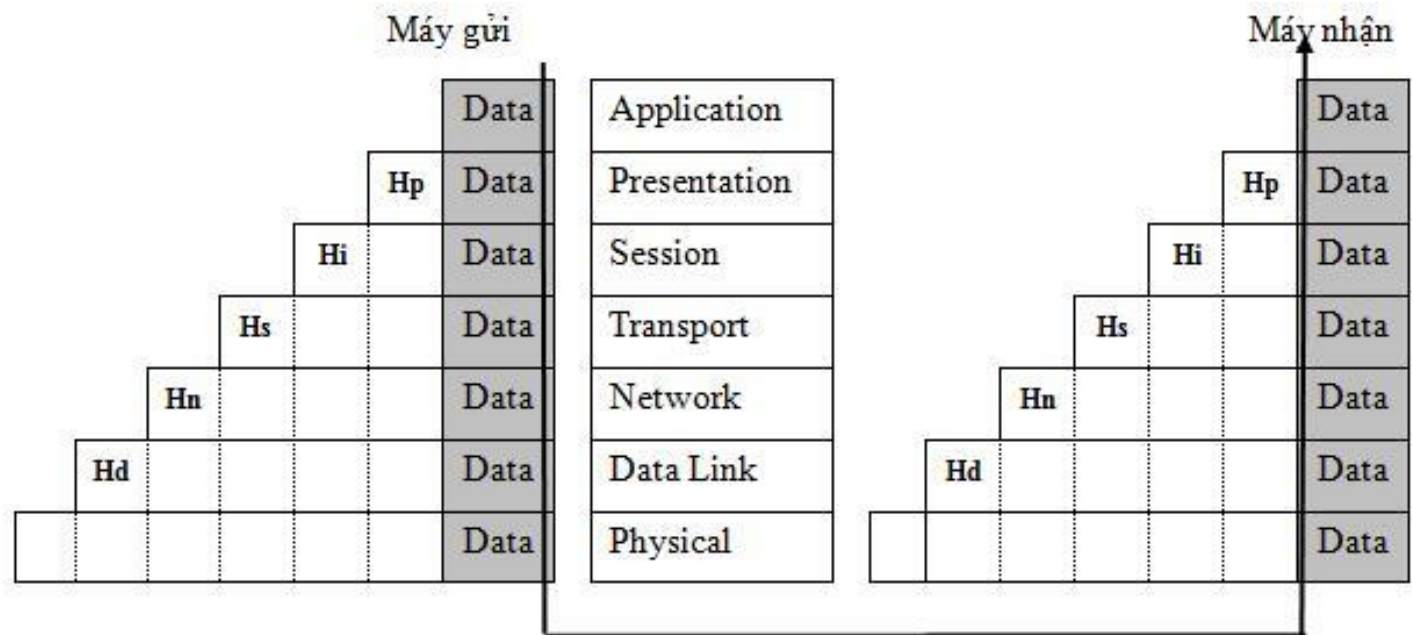 Máy gửi Máy nhận
Data Application Data
Hp Data Presentation Hp Data
Hi Data Session Hi Data
Hs Data Transport Hs Data
Hn Data Network Hn Data
Hd Data Data Link Hd Data
Data Physical Data